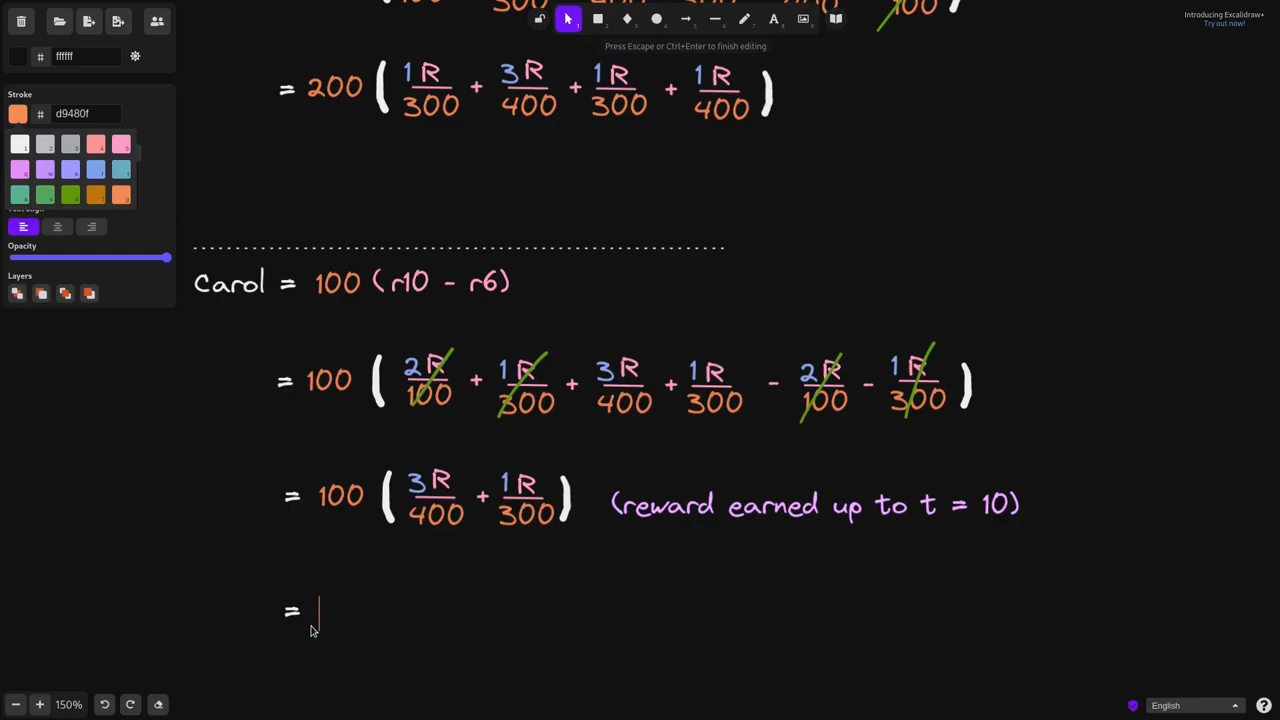 Introducing Excalidraw+
Try out now!
# ffffff
Press Escape or Ctrl+Enter to finish editing
Stroke
# d9480f
Opacity
Layers
= 200 ( 1R/300 + 3R/400 + 1R/300 + 1R/400 )
Carol = 100 (r10 - r6)
= 100 ( 2R/100 + 1R/300 + 3R/400 + 1R/300 - 2R/100 - 1R/300 )
= 100 ( 3R/400 + 1R/300 ) (reward earned up to t = 10)
=
150%
English